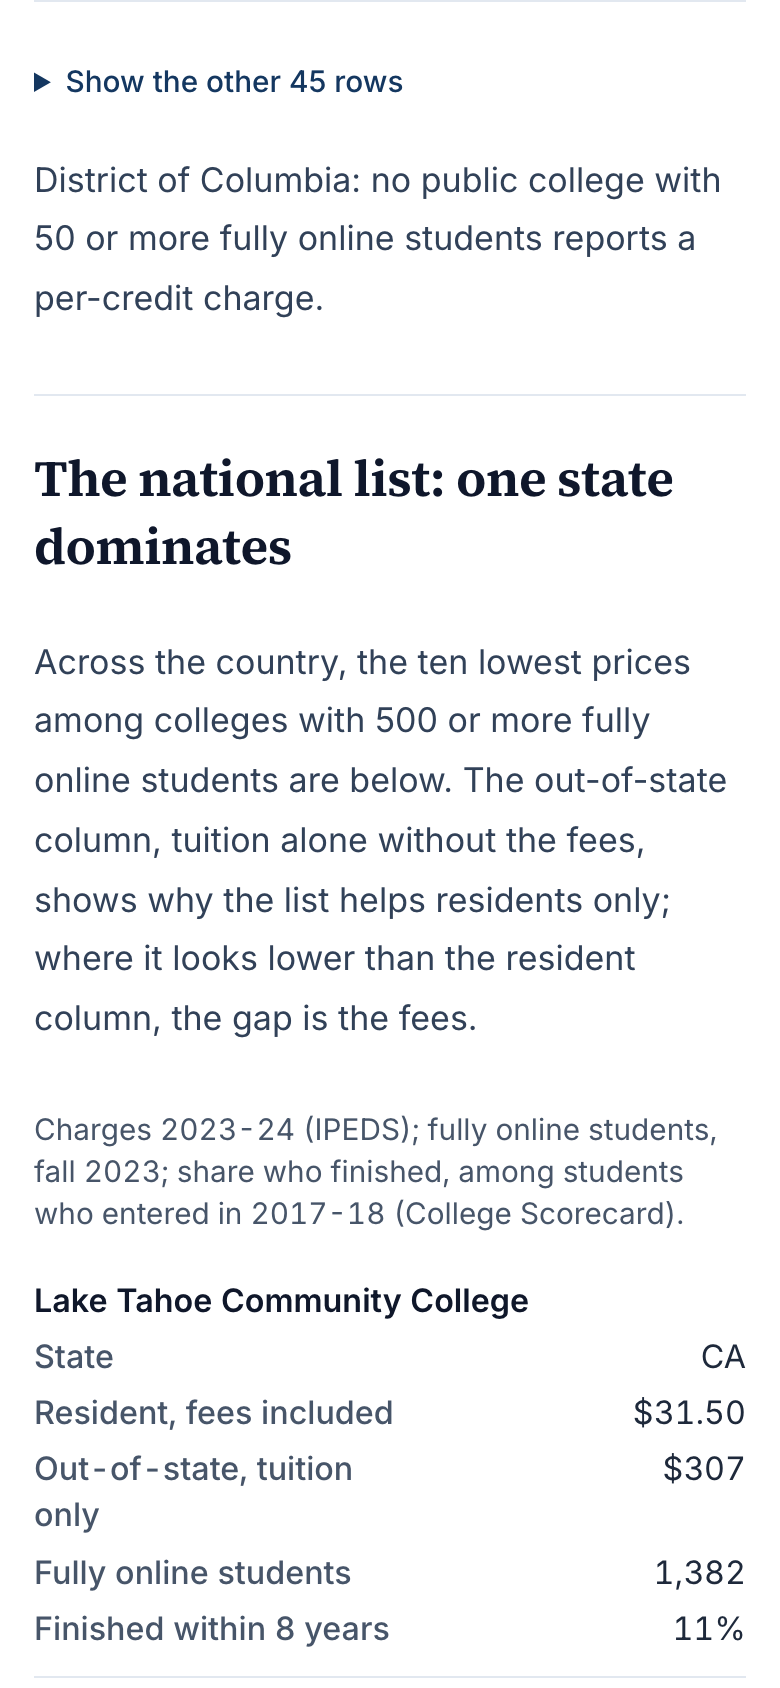 ▶ Show the other 45 rows
District of Columbia: no public college with
50 or more fully online students reports a
per-credit charge.
The national list: one state
dominates
Across the country, the ten lowest prices
among colleges with 500 or more fully
online students are below. The out-of-state
column, tuition alone without the fees,
shows why the list helps residents only;
where it looks lower than the resident
column, the gap is the fees.
Charges 2023-24 (IPEDS); fully online students,
fall 2023; share who finished, among students
who entered in 2017-18 (College Scorecard).
Lake Tahoe Community College
State CA
Resident, fees included $31.50
Out-of-state, tuition $307
only
Fully online students 1,382
Finished within 8 years 11%